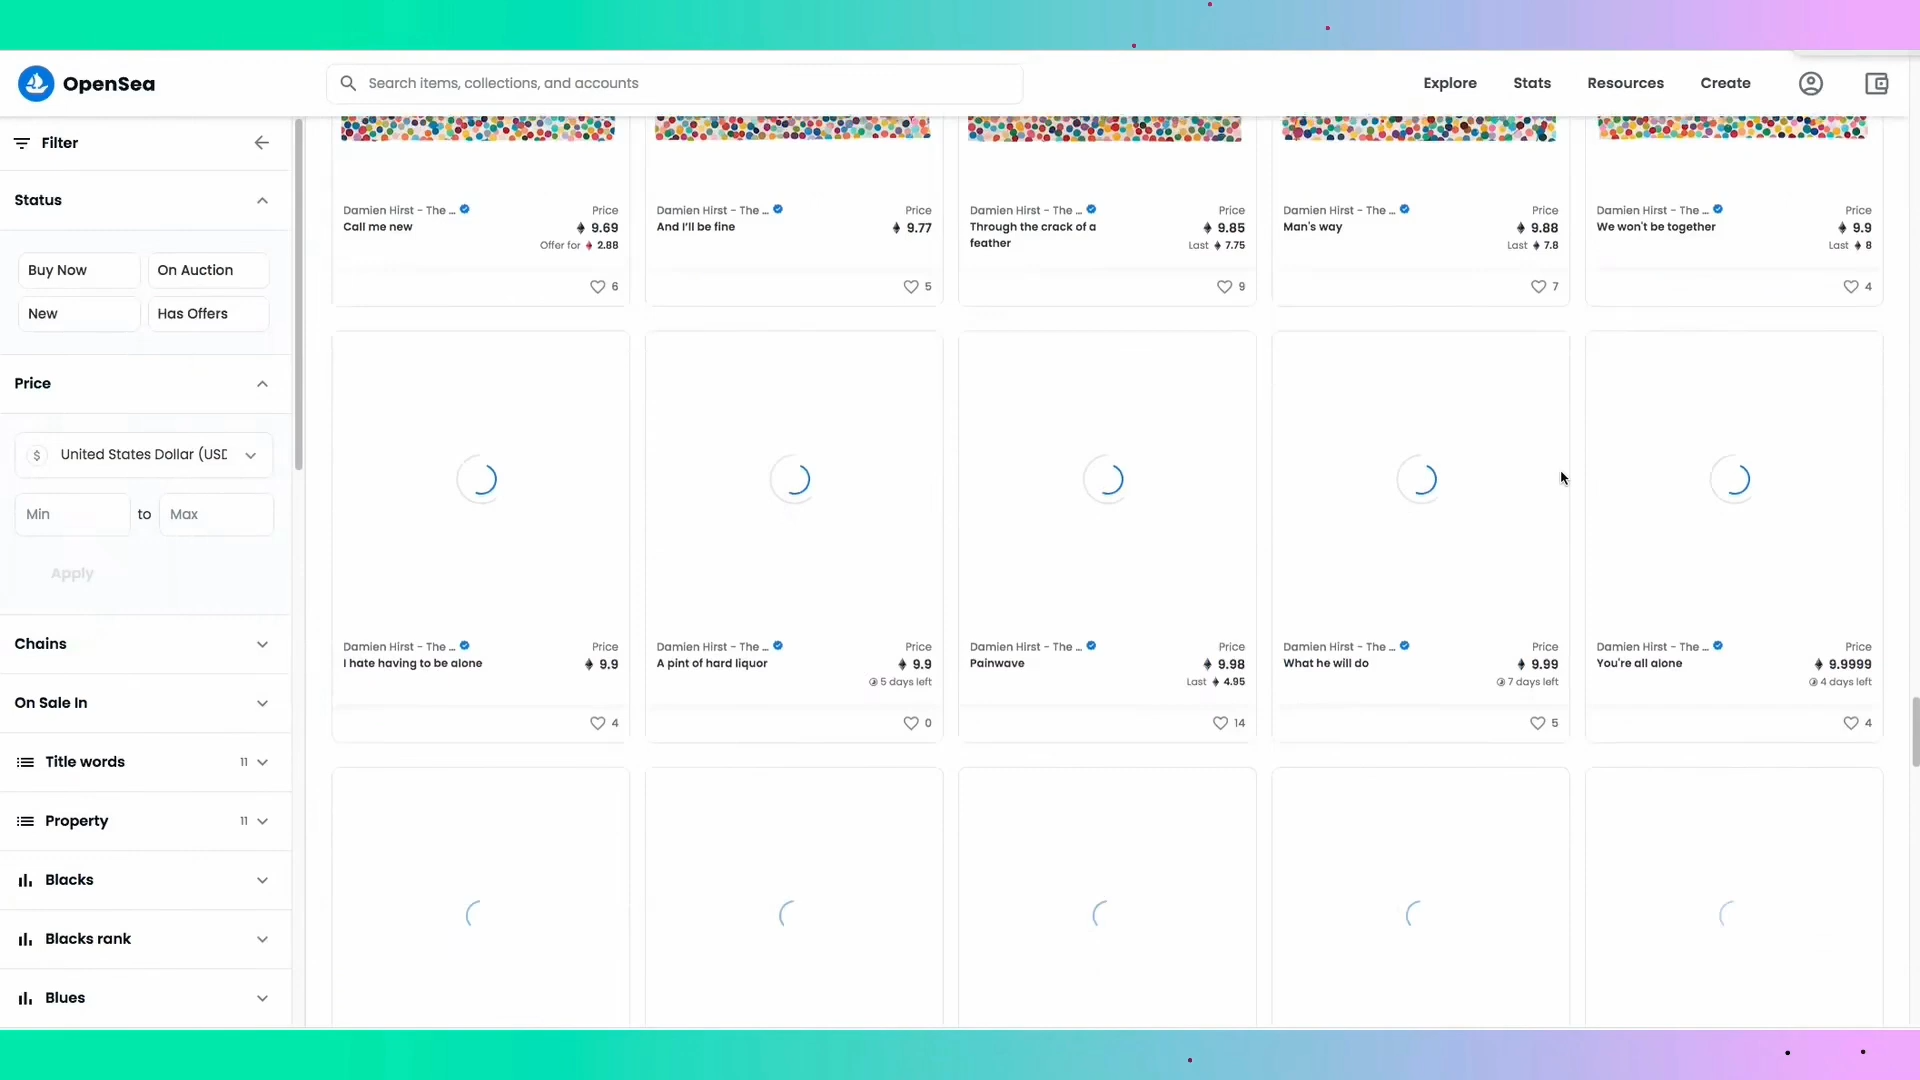 OpenSea
Search items, collections, and accounts
Explore
Stats
Resources
Create
Filter
Status
Buy Now
On Auction
New
Has Offers
Price
$ United States Dollar (USD
Min
to
Max
Apply
Chains
On Sale In
Title words 11
Property 11
Blacks
Blacks rank
Blues
Damien Hirst - The ... Price
Call me new 9.69
Offer for 2.88
6
Damien Hirst - The ... Price
And I'll be fine 9.77
5
Damien Hirst - The ... Price
Through the crack of a 9.85
feather Last 7.75
9
Damien Hirst - The ... Price
Man's way 9.88
Last 7.8
7
Damien Hirst - The ... Price
We won't be together 9.9
Last 8
4
Damien Hirst - The ... Price
I hate having to be alone 9.9
4
Damien Hirst - The ... Price
A pint of hard liquor 9.9
5 days left
0
Damien Hirst - The ... Price
Painwave 9.98
Last 4.95
14
Damien Hirst - The ... Price
What he will do 9.99
7 days left
5
Damien Hirst - The ... Price
You're all alone 9.9999
4 days left
4